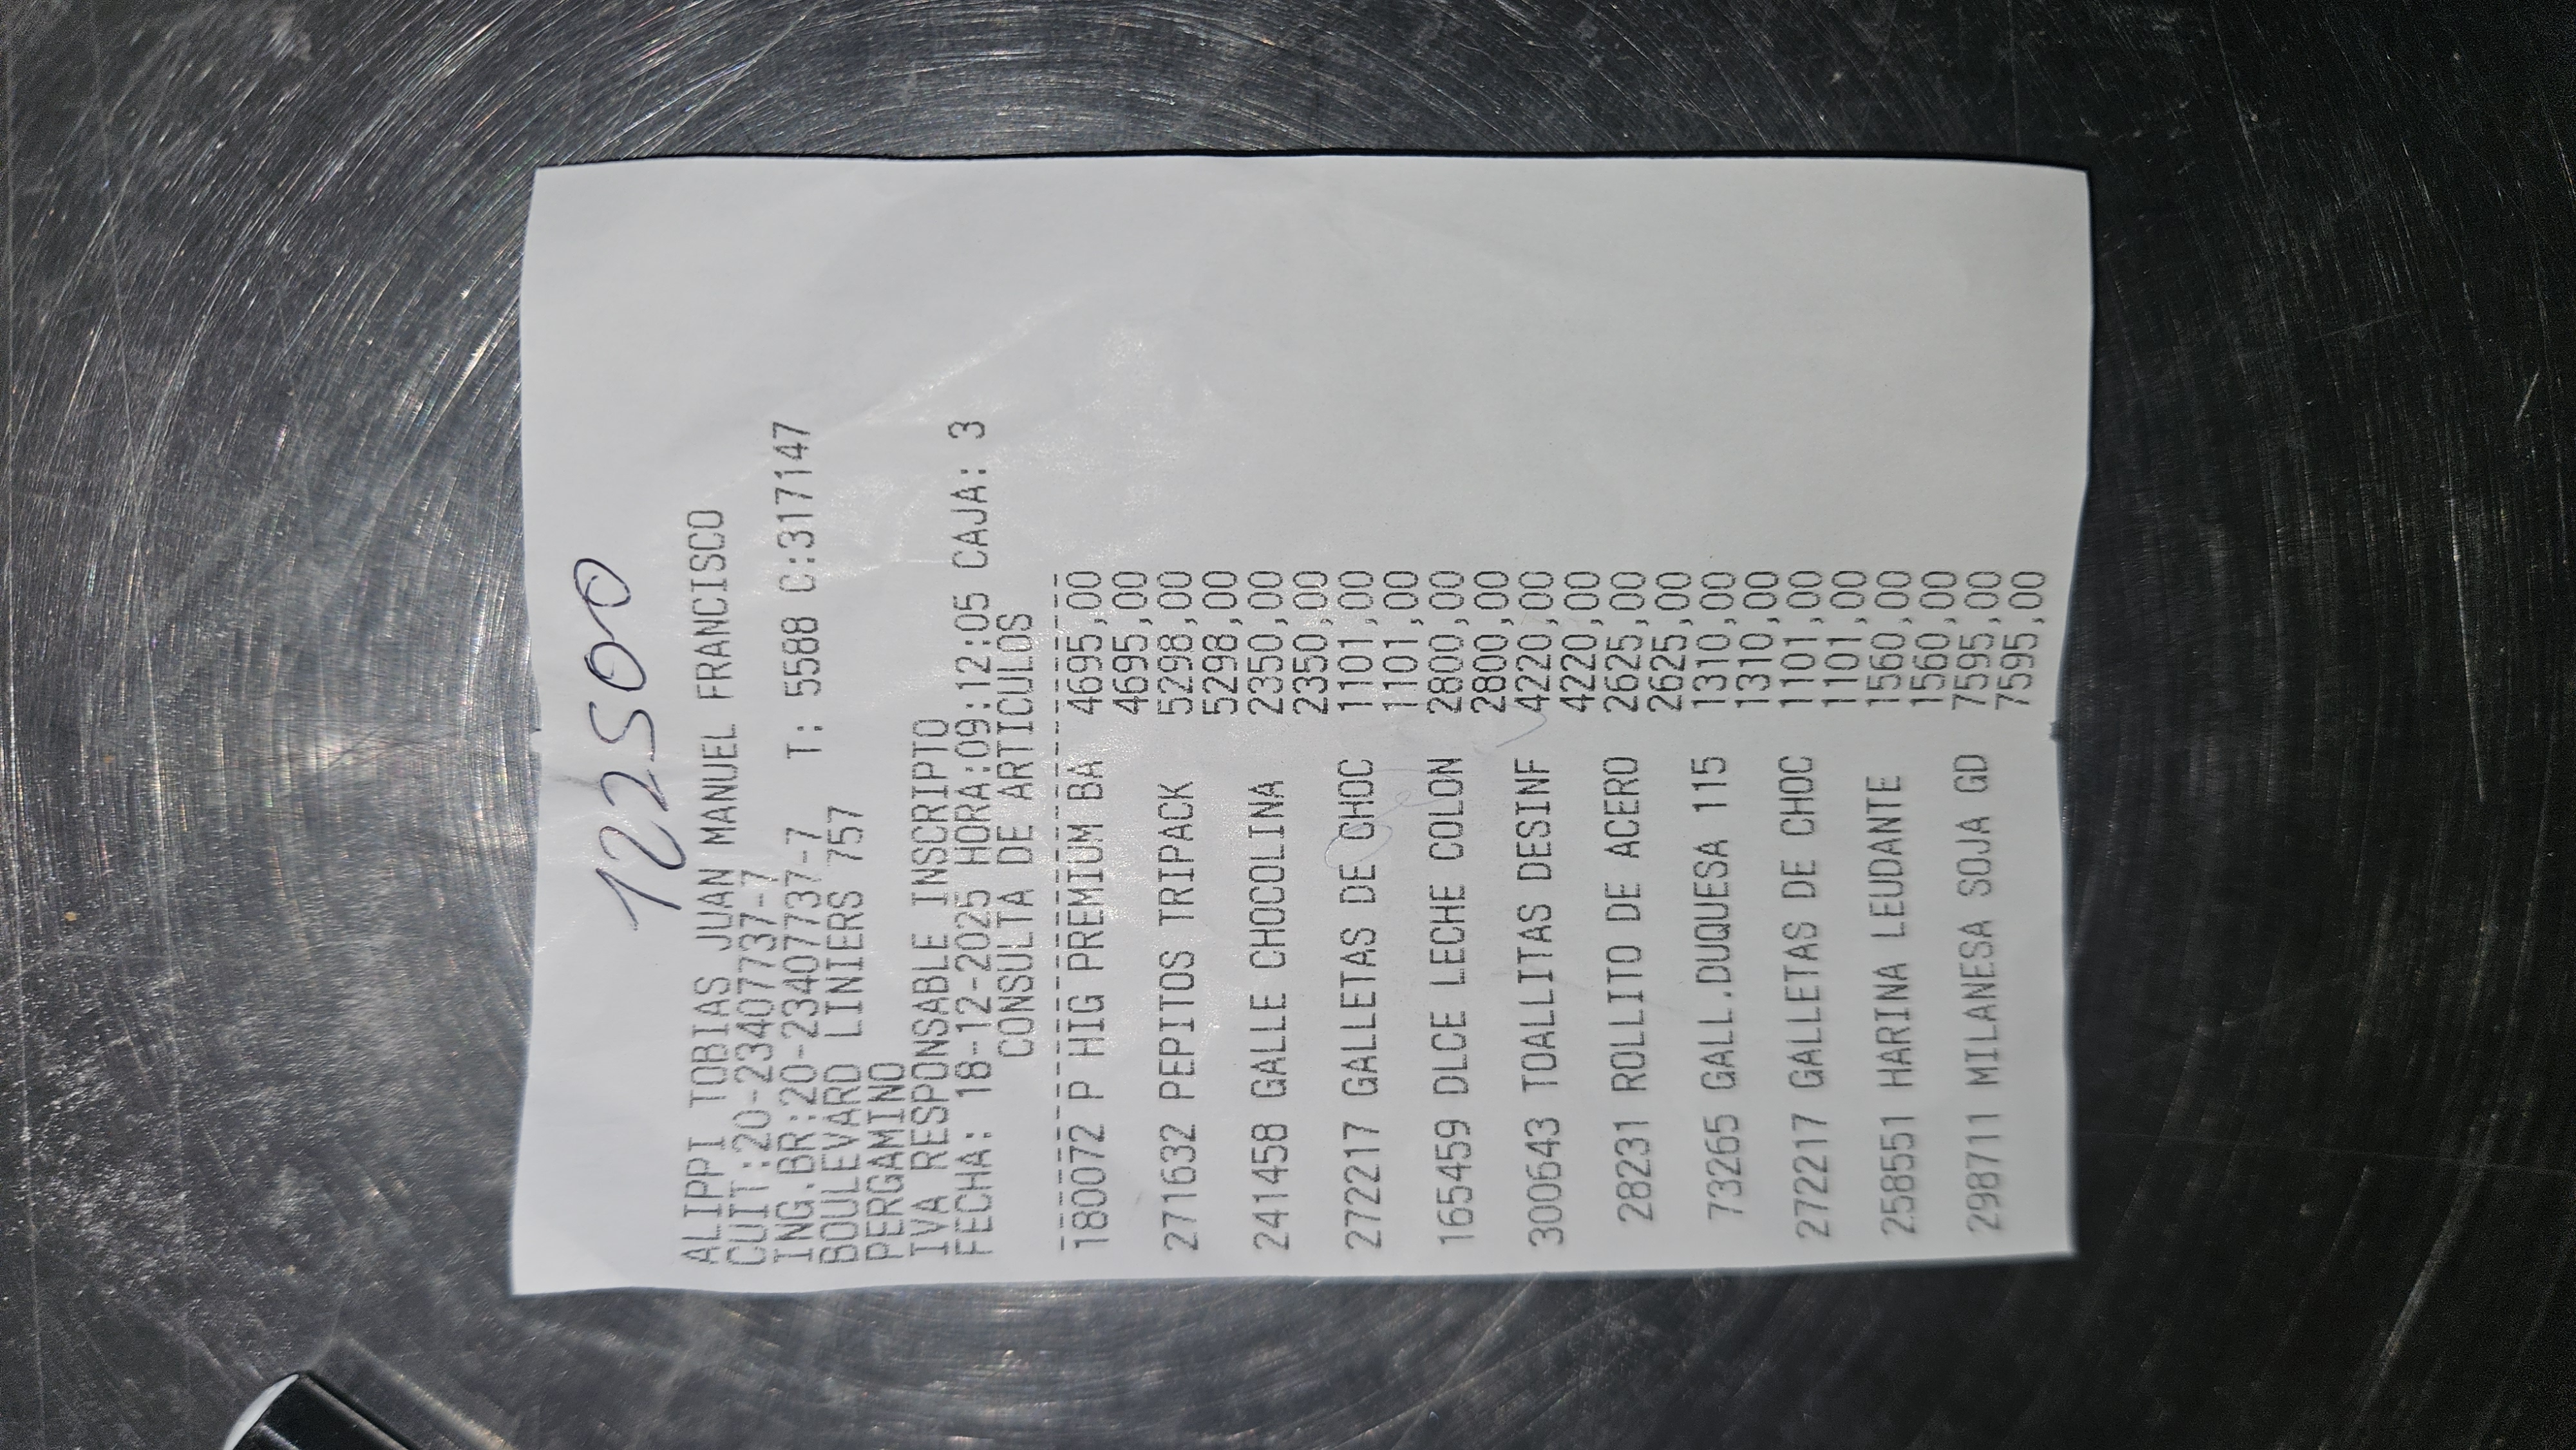 122500
ALIPPI TOBIAS JUAN MANUEL FRANCISCO
CUIT:20-23407737-7
ING.BR:20-23407737-7 T: 5588 C:317147
BOULEVARD LINIERS 757
PERGAMINO
IVA RESPONSABLE INSCRIPTO
FECHA: 18-12-2025 HORA:09:12:05 CAJA: 3
CONSULTA DE ARTICULOS
180072 P HIG PREMIUM BA 4695,00
4695,00
271632 PEPITOS TRIPACK 5298,00
5298,00
241458 GALLE CHOCOLINA 2350,00
2350,00
272217 GALLETAS DE CHOC 1101,00
1101,00
165459 DLCE LECHE COLON 2800,00
2800,00
300643 TOALLITAS DESINF 4220,00
4220,00
28231 ROLLITO DE ACERO 2625,00
2625,00
73265 GALL.DUQUESA 115 1310,00
1310,00
272217 GALLETAS DE CHOC 1101,00
1101,00
258551 HARINA LEUDANTE 1560,00
1560,00
298711 MILANESA SOJA GD 7595,00
7595,00